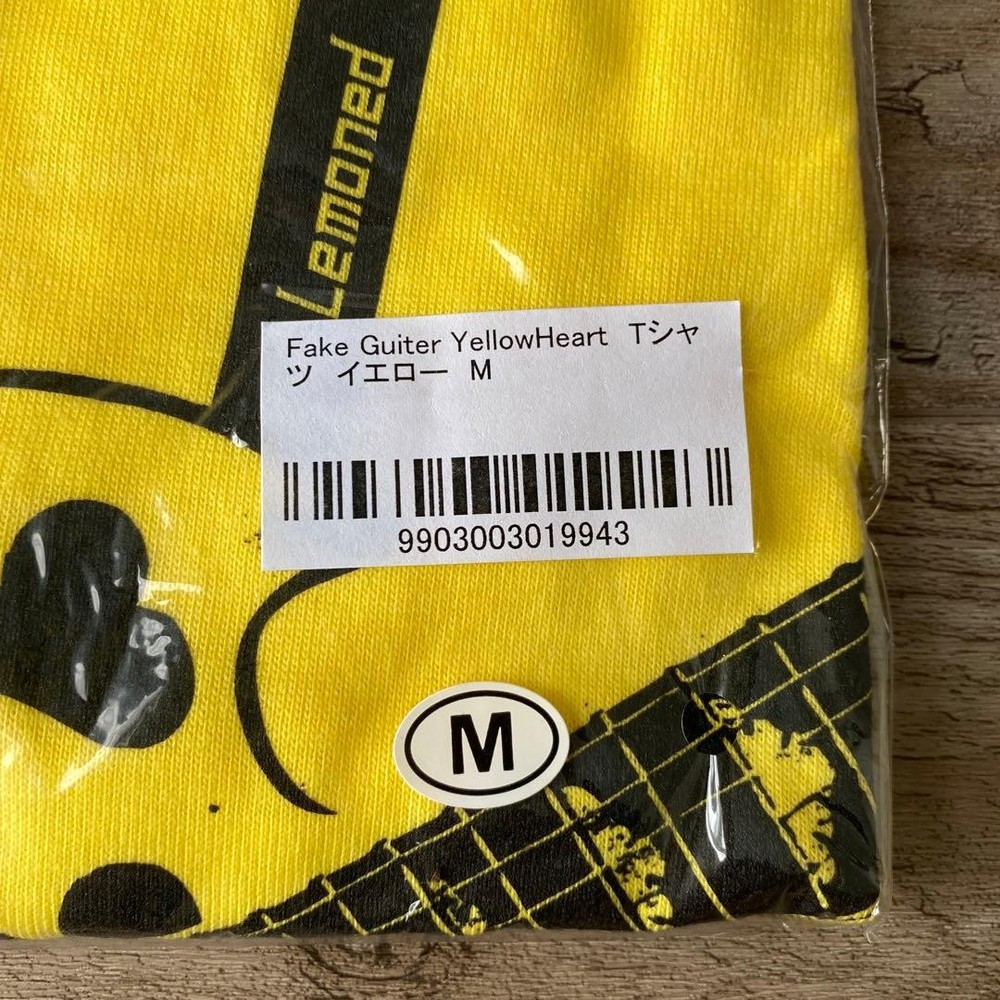 Lemoned
Fake Guiter YellowHeart Tシャ
ツ イエロー M
9903003019943
M